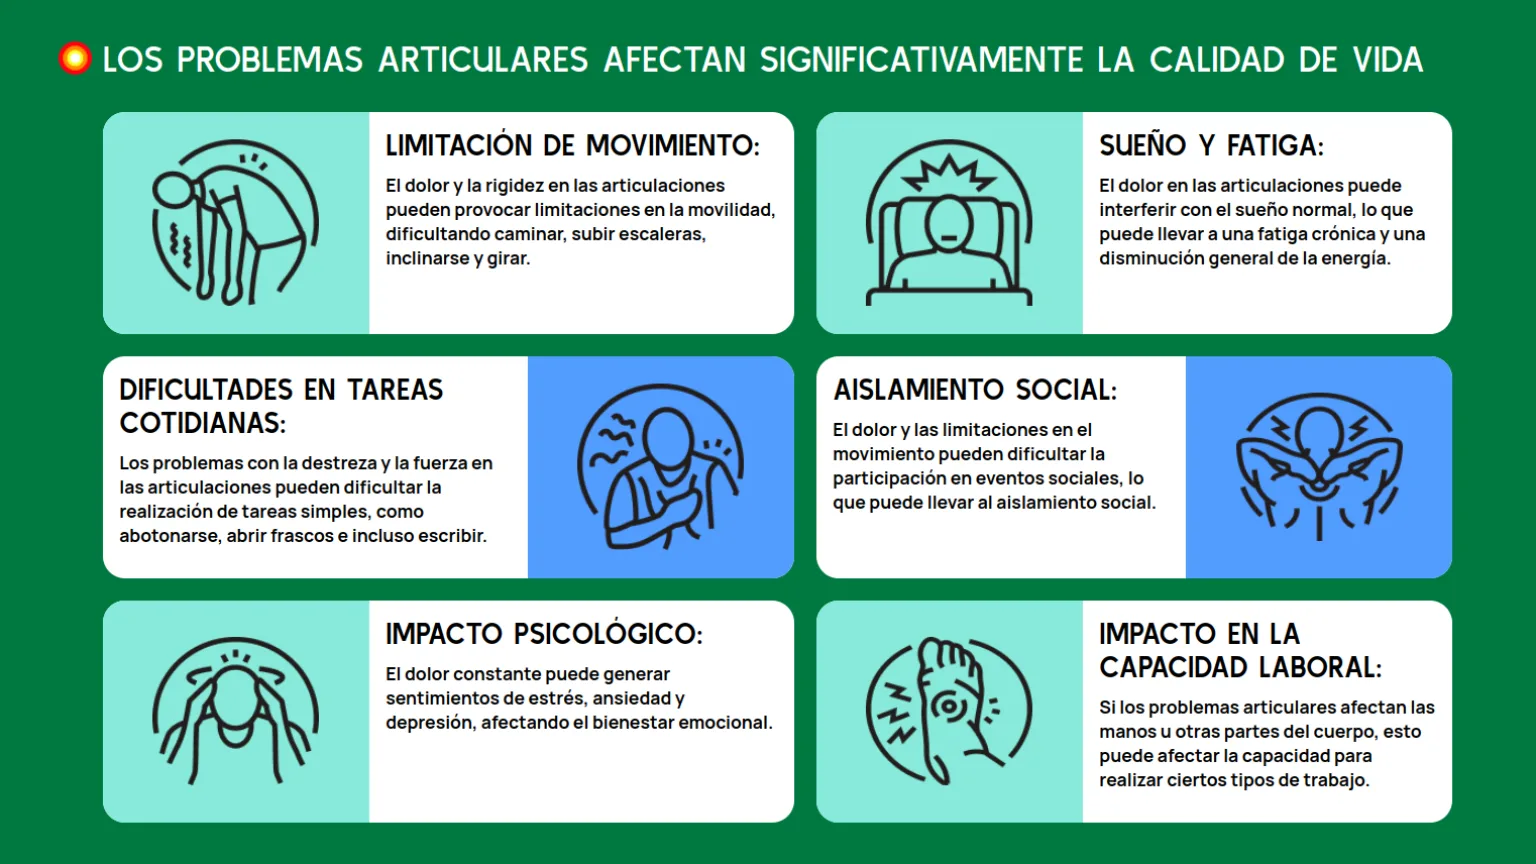 LOS PROBLEMAS ARTICULARES AFECTAN SIGNIFICATIVAMENTE LA CALIDAD DE VIDA
LIMITACIÓN DE MOVIMIENTO:
El dolor y la rigidez en las articulaciones
pueden provocar limitaciones en la movilidad,
dificultando caminar, subir escaleras,
inclinarse y girar.
SUEÑO Y FATIGA:
El dolor en las articulaciones puede
interferir con el sueño normal, lo que
puede llevar a una fatiga crónica y una
disminución general de la energía.
DIFICULTADES EN TAREAS
COTIDIANAS:
Los problemas con la destreza y la fuerza en
las articulaciones pueden dificultar la
realización de tareas simples, como
abotonarse, abrir frascos e incluso escribir.
AISLAMIENTO SOCIAL:
El dolor y las limitaciones en el
movimiento pueden dificultar la
participación en eventos sociales, lo
que puede llevar al aislamiento social.
IMPACTO PSICOLÓGICO:
El dolor constante puede generar
sentimientos de estrés, ansiedad y
depresión, afectando el bienestar emocional.
IMPACTO EN LA
CAPACIDAD LABORAL:
Si los problemas articulares afectan las
manos u otras partes del cuerpo, esto
puede afectar la capacidad para
realizar ciertos tipos de trabajo.